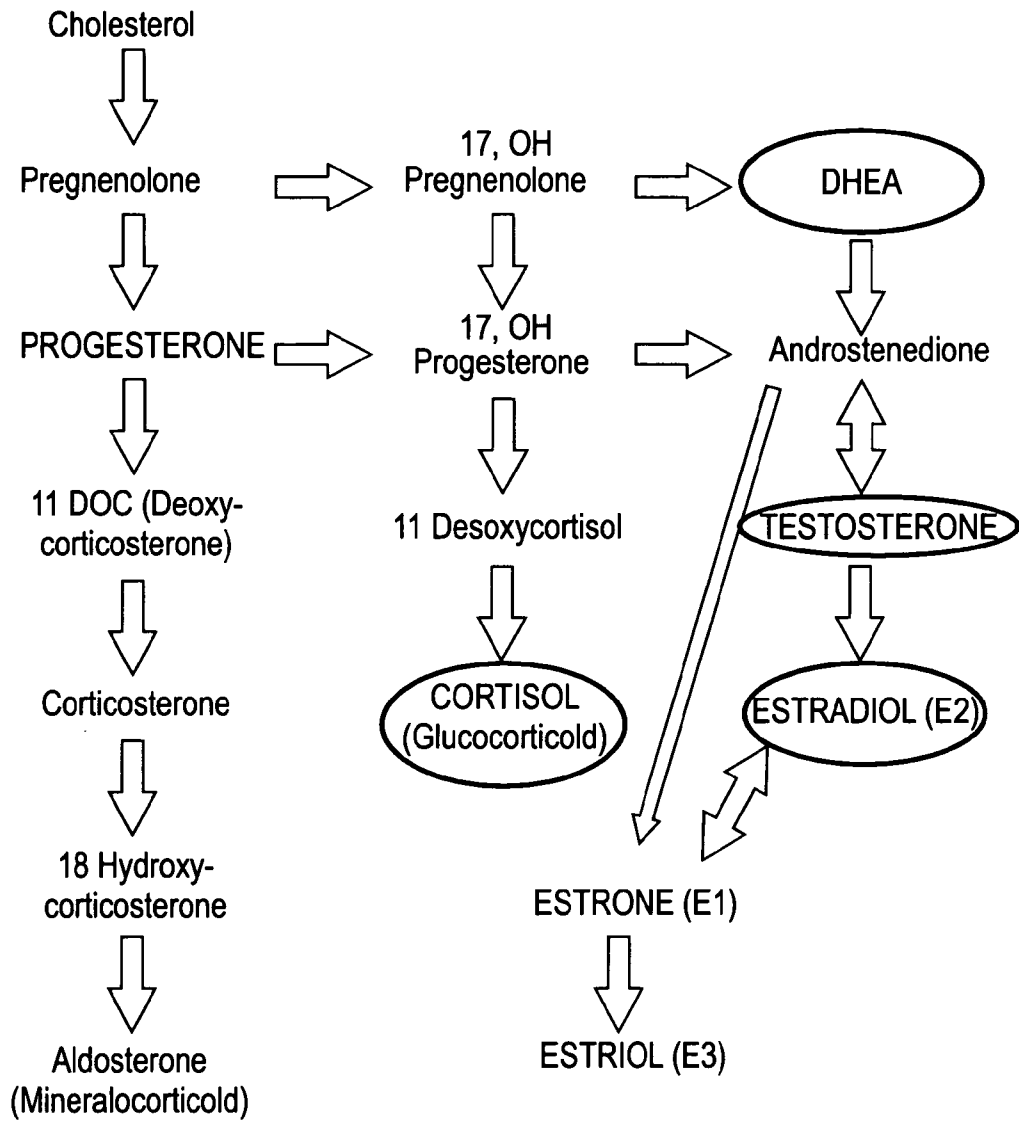 Cholesterol
Pregnenolone
17, OH
Pregnenolone
DHEA
PROGESTERONE
17, OH
Progesterone
Androstenedione
11 DOC (Deoxy-
corticosterone)
11 Desoxycortisol
TESTOSTERONE
Corticosterone
CORTISOL
(Glucocorticold)
ESTRADIOL (E2)
18 Hydroxy-
corticosterone
ESTRONE (E1)
Aldosterone
(Mineralocorticold)
ESTRIOL (E3)